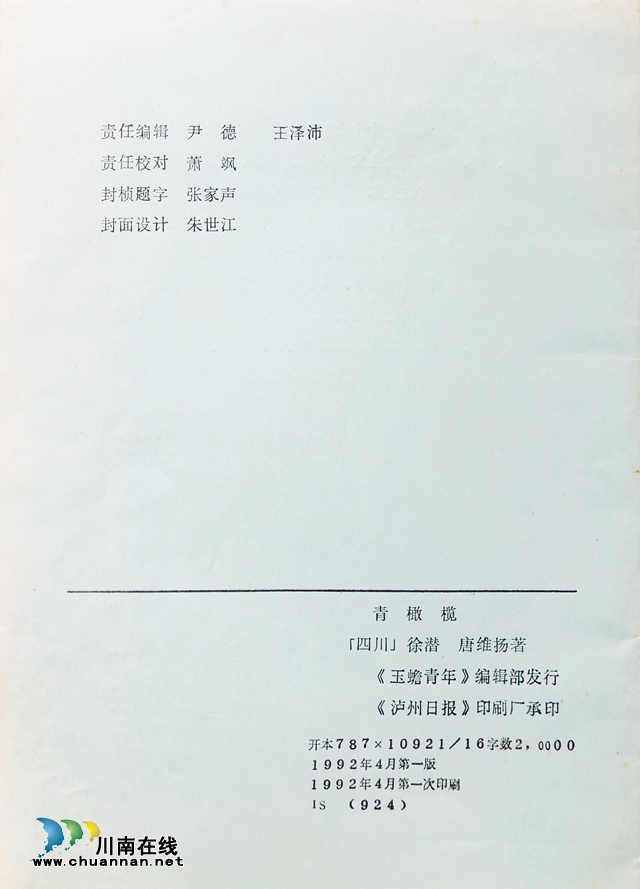 责任编辑 尹 德 王泽沛
责任校对 萧 飒
封桢题字 张家声
封面设计 朱世江
青 橄 榄
「四川」徐潜 唐维扬著
《玉蟾青年》编辑部发行
《泸州日报》印刷厂承印
开本787×10921/16字数2,0000
1992年4月第一版
1992年4月第一次印刷
IS (924)
川南在线
www.chuannan.net